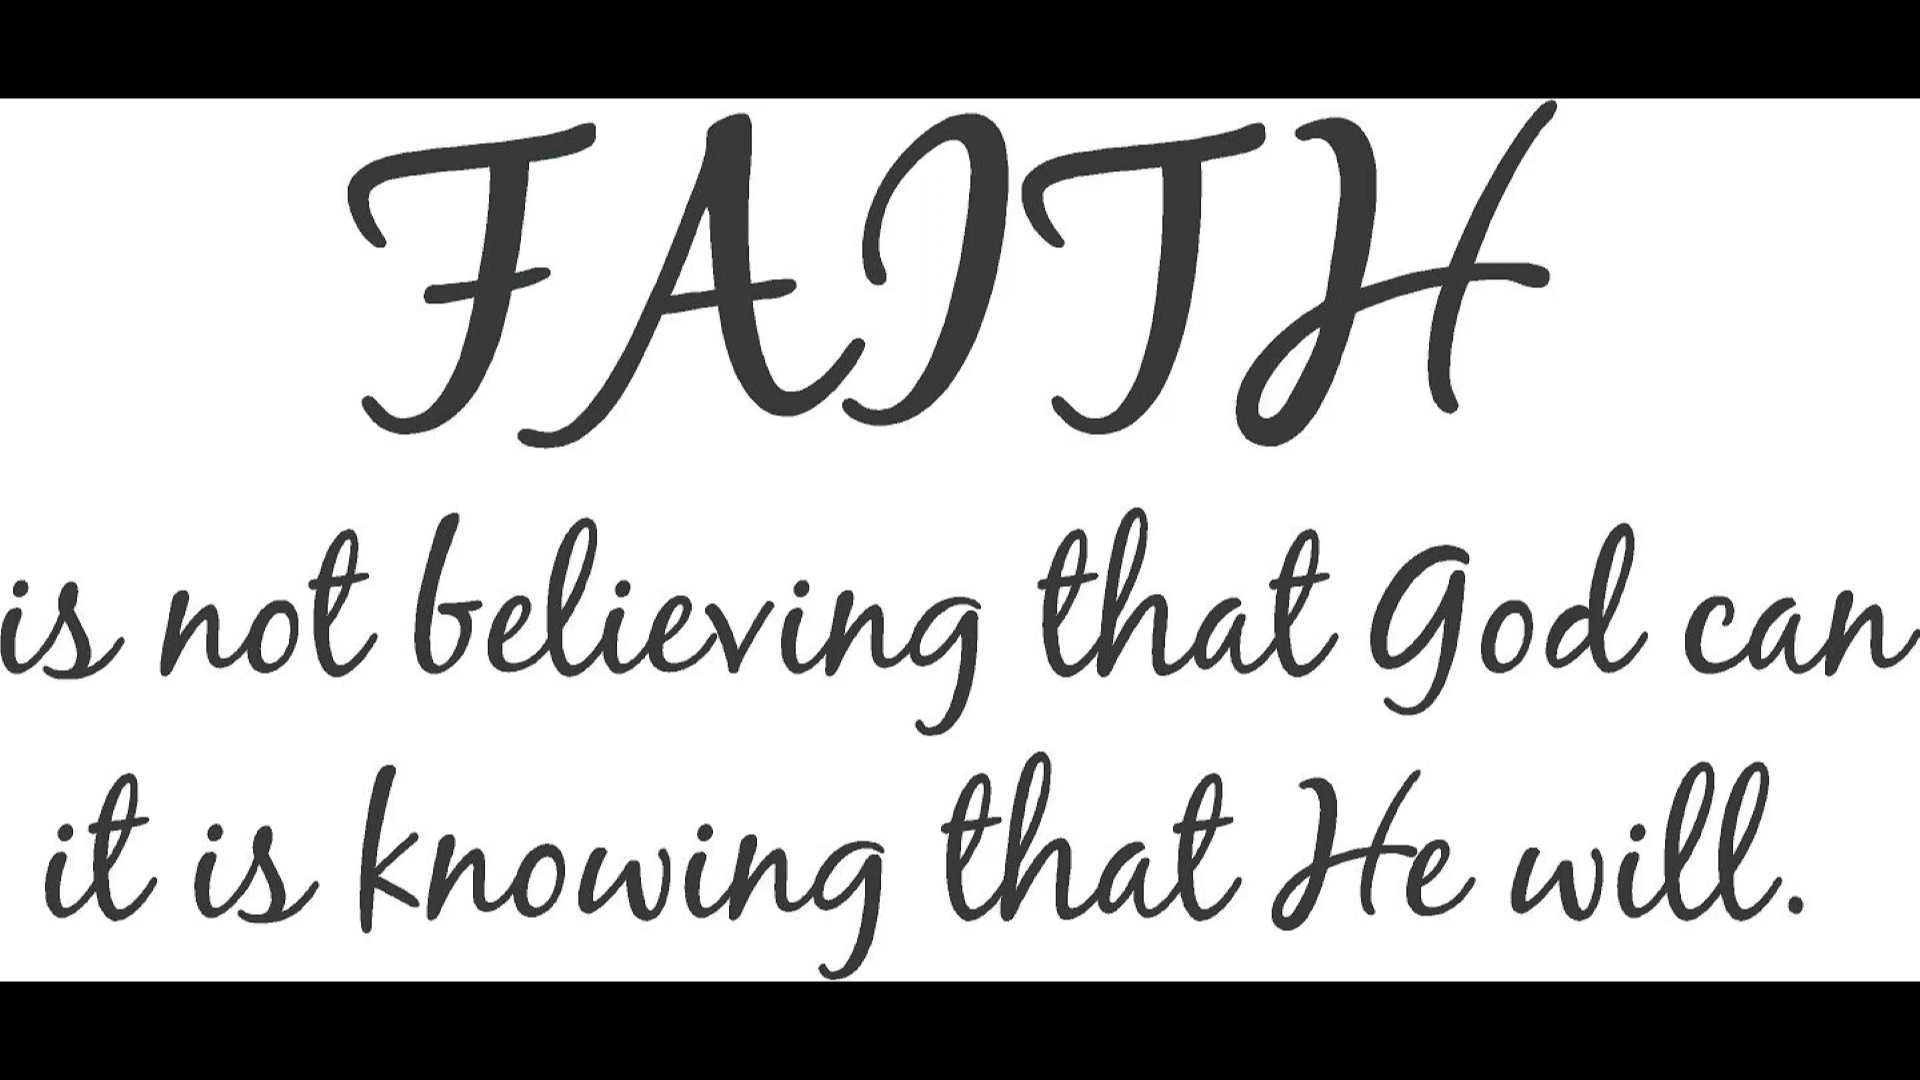 FAITH
is not believing that God can
it is knowing that He will.